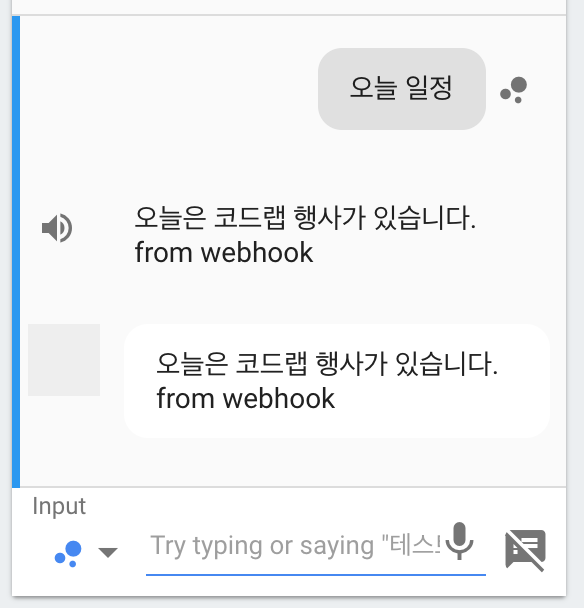 오늘 일정
오늘은 코드랩 행사가 있습니다.
from webhook
오늘은 코드랩 행사가 있습니다.
from webhook
Input
Try typing or saying "테스